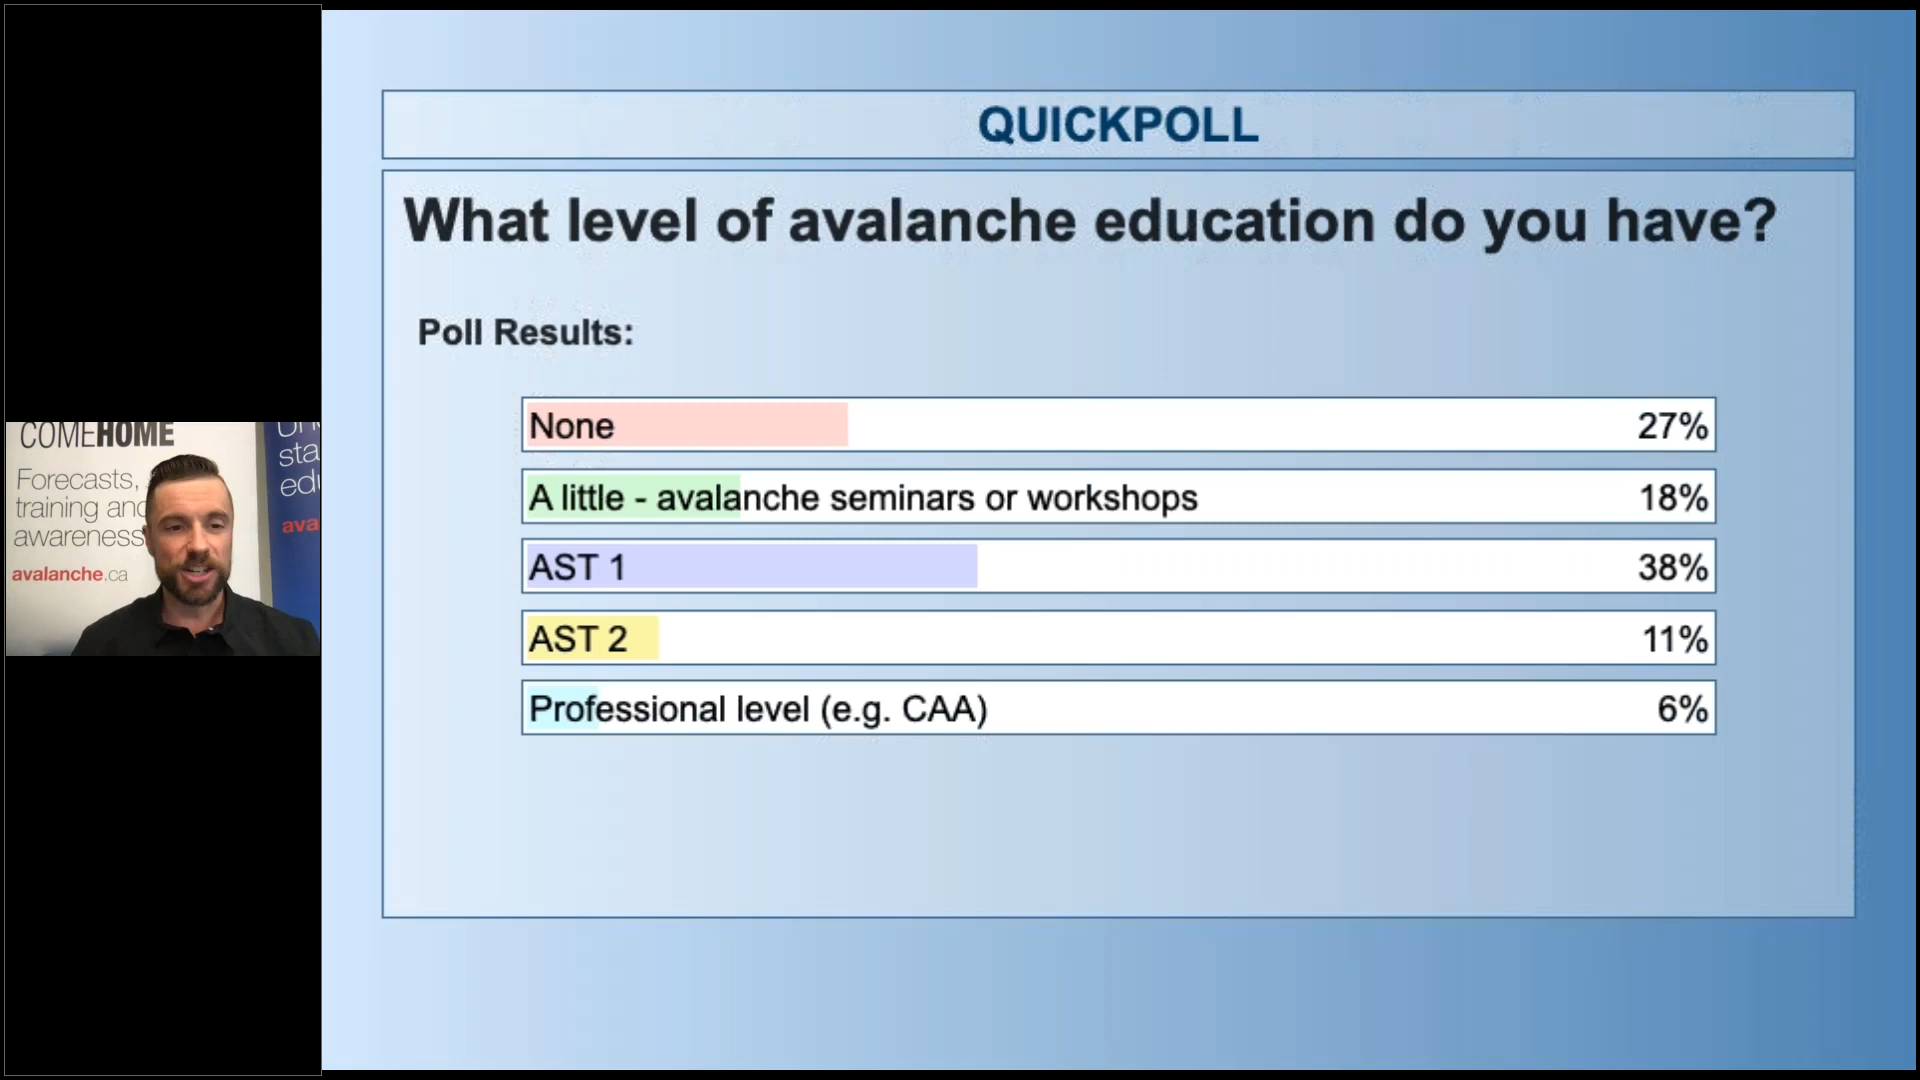 COMEHOME
Forecasts,
training and
awareness
avalanche.ca
sta
edu
ava
QUICKPOLL
What level of avalanche education do you have?
Poll Results:
None 27%
A little - avalanche seminars or workshops 18%
AST 1 38%
AST 2 11%
Professional level (e.g. CAA) 6%